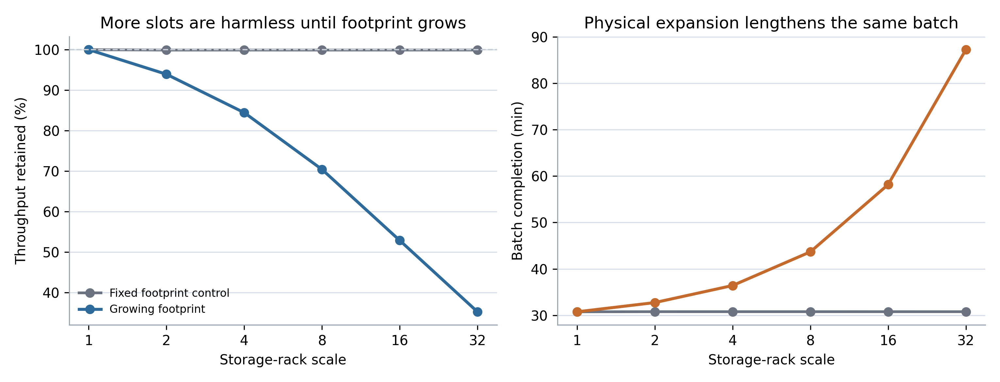 More slots are harmless until footprint grows
Throughput retained (%)
100
90
80
70
60
50
40
Fixed footprint control
Growing footprint
1 2 4 8 16 32
Storage-rack scale
Physical expansion lengthens the same batch
Batch completion (min)
90
80
70
60
50
40
30
1 2 4 8 16 32
Storage-rack scale